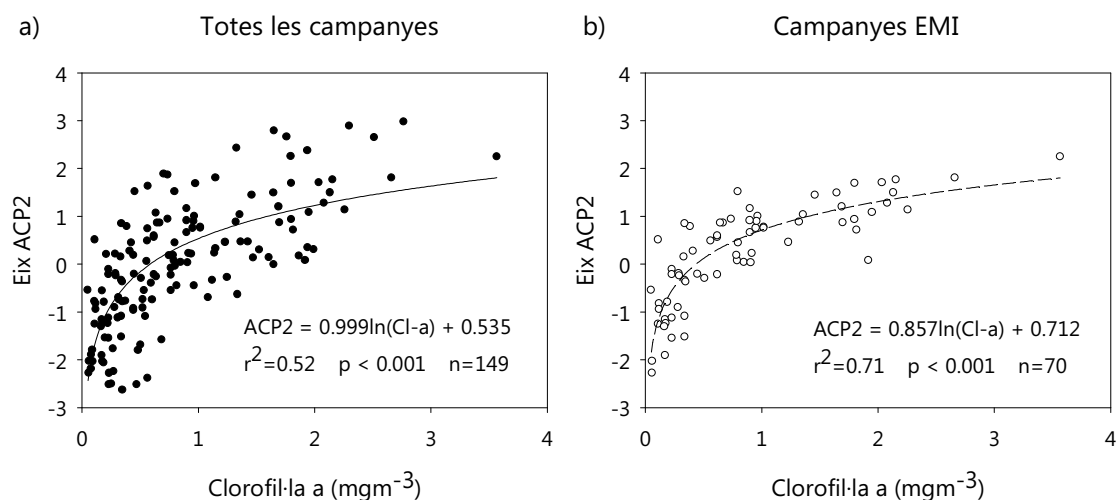 a) Totes les campanyes
4
3
2
1
0
-1
-2
-3
Eix ACP2
ACP2 = 0.999ln(Cl-a) + 0.535
r²=0.52 p < 0.001 n=149
0 1 2 3 4
Clorofil·la a (mgm⁻³)
b) Campanyes EMI
4
3
2
1
0
-1
-2
-3
Eix ACP2
ACP2 = 0.857ln(Cl-a) + 0.712
r²=0.71 p < 0.001 n=70
0 1 2 3 4
Clorofil·la a (mgm⁻³)